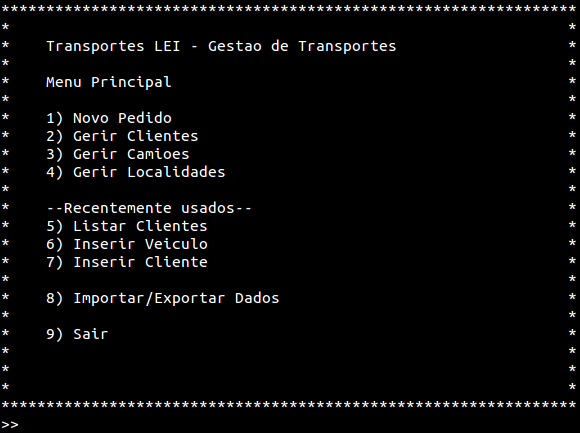 ****************************************************************
* *
* Transportes LEI - Gestao de Transportes *
* *
* Menu Principal *
* *
* 1) Novo Pedido *
* 2) Gerir Clientes *
* 3) Gerir Camioes *
* 4) Gerir Localidades *
* *
* --Recentemente usados-- *
* 5) Listar Clientes *
* 6) Inserir Veiculo *
* 7) Inserir Cliente *
* *
* 8) Importar/Exportar Dados *
* *
* 9) Sair *
* *
* *
* *
****************************************************************
>>